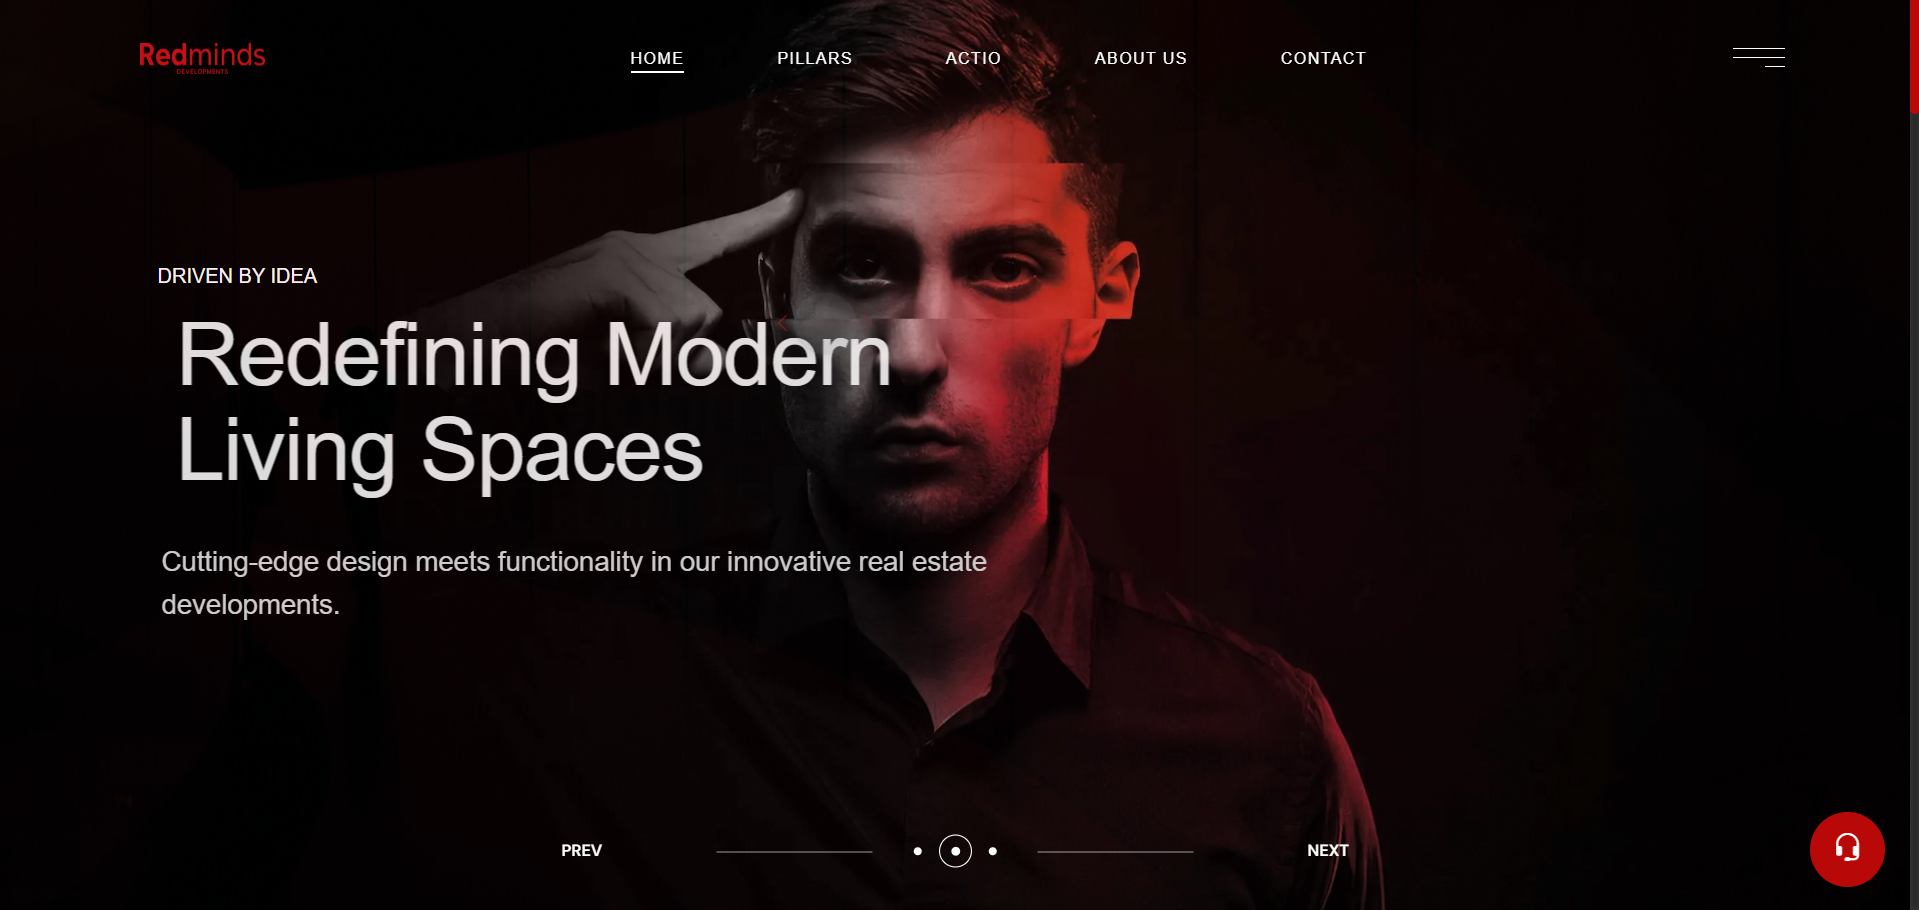 Redminds
DEVELOPMENTS
HOME
PILLARS
ACTIO
ABOUT US
CONTACT
DRIVEN BY IDEA
Redefining Modern
Living Spaces
Cutting-edge design meets functionality in our innovative real estate
developments.
PREV
NEXT